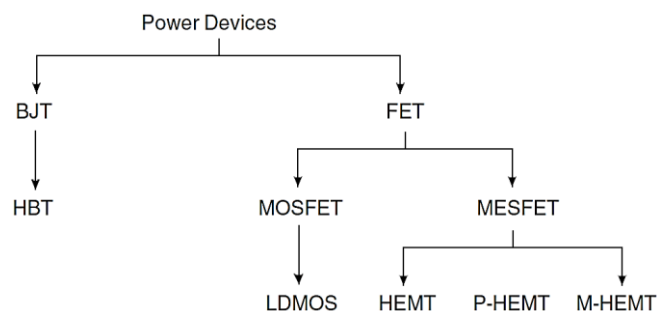 Power Devices
BJT FET
HBT MOSFET MESFET
LDMOS HEMT P-HEMT M-HEMT